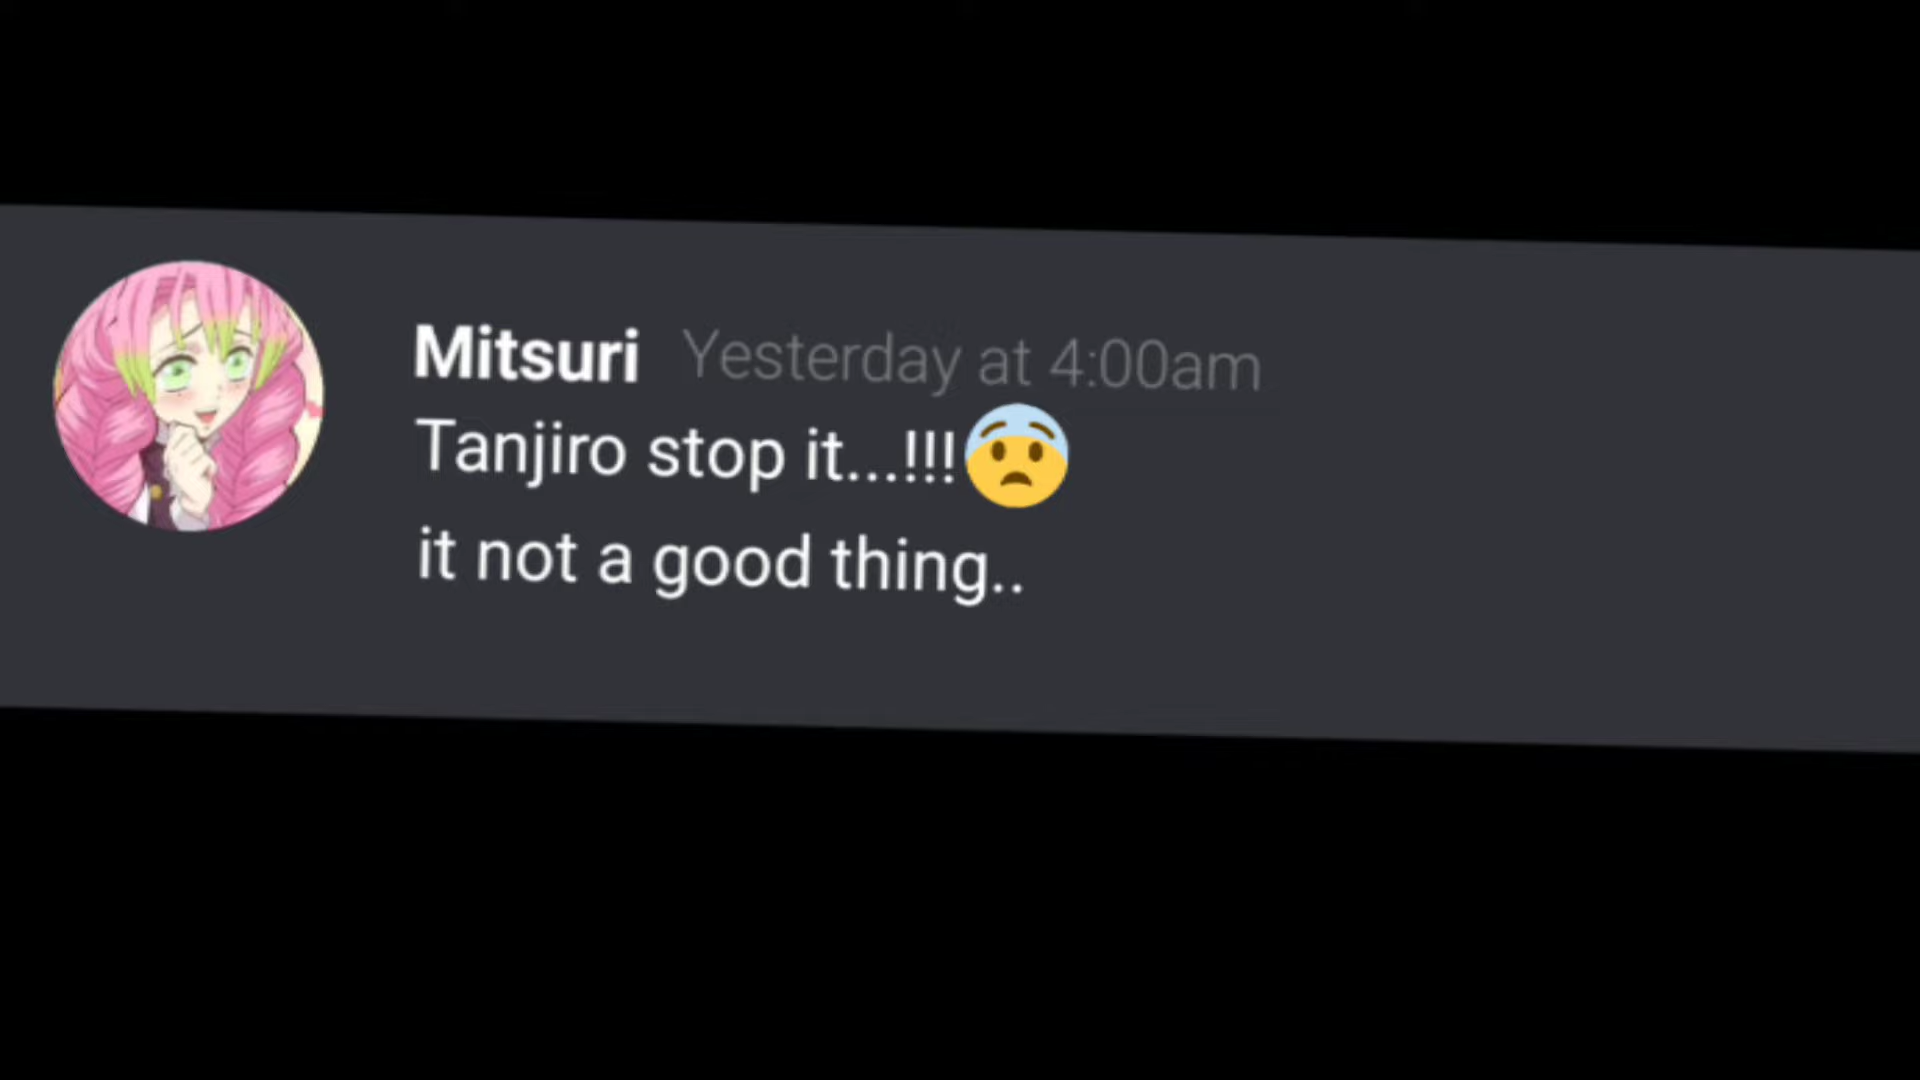 Mitsuri Yesterday at 4:00am
Tanjiro stop it...!!!😨
it not a good thing..